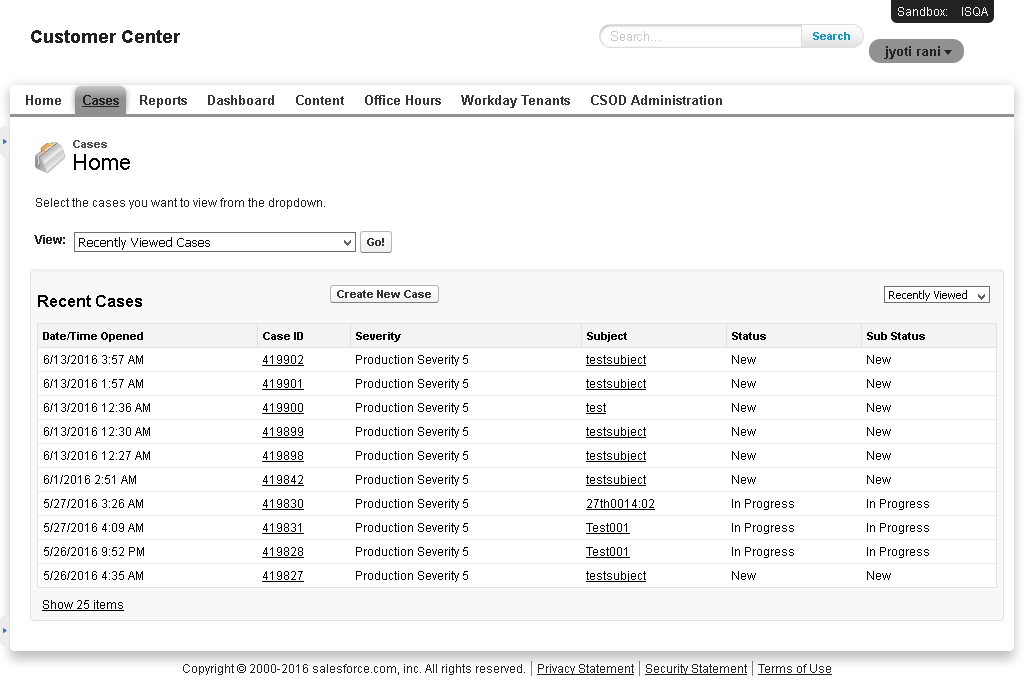 Sandbox: ISQA
Customer Center
Search... Search
jyoti rani
Home Cases Reports Dashboard Content Office Hours Workday Tenants CSOD Administration
Cases
Home
Select the cases you want to view from the dropdown.
View: Recently Viewed Cases Go!
Recent Cases Create New Case Recently Viewed
Date/Time Opened Case ID Severity Subject Status Sub Status
6/13/2016 3:57 AM 419902 Production Severity 5 testsubject New New
6/13/2016 1:57 AM 419901 Production Severity 5 testsubject New New
6/13/2016 12:36 AM 419900 Production Severity 5 test New New
6/13/2016 12:30 AM 419899 Production Severity 5 testsubject New New
6/13/2016 12:27 AM 419898 Production Severity 5 testsubject New New
6/1/2016 2:51 AM 419842 Production Severity 5 testsubject New New
5/27/2016 3:26 AM 419830 Production Severity 5 27th0014:02 In Progress In Progress
5/27/2016 4:09 AM 419831 Production Severity 5 Test001 In Progress In Progress
5/26/2016 9:52 PM 419828 Production Severity 5 Test001 In Progress In Progress
5/26/2016 4:35 AM 419827 Production Severity 5 testsubject New New
Show 25 items
Copyright © 2000-2016 salesforce.com, inc. All rights reserved. | Privacy Statement | Security Statement | Terms of Use